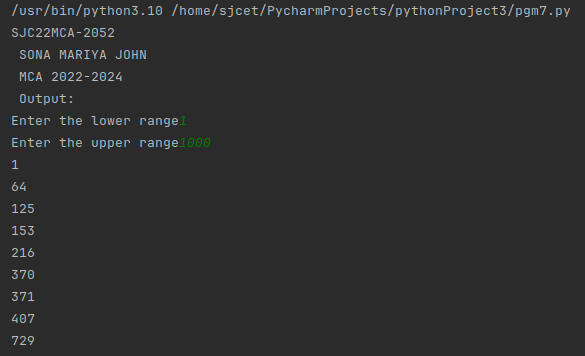 /usr/bin/python3.10 /home/sjcet/PycharmProjects/pythonProject3/pgm7.py
SJC22MCA-2052
SONA MARIYA JOHN
MCA 2022-2024
Output:
Enter the lower range1
Enter the upper range1000
1
64
125
153
216
370
371
407
729